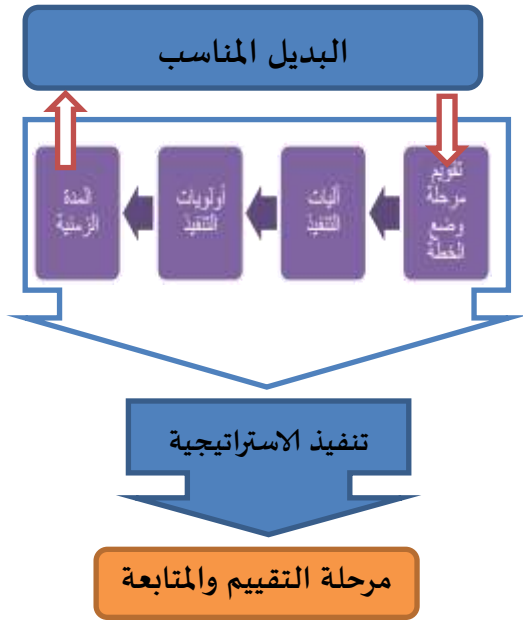 البديل المناسب
تقويم
مرحلة
وضع
الخطة
آليات
التنفيذ
أولويات
التنفيذ
المدة
الزمنية
تنفيذ الاستراتيجية
مرحلة التقييم والمتابعة